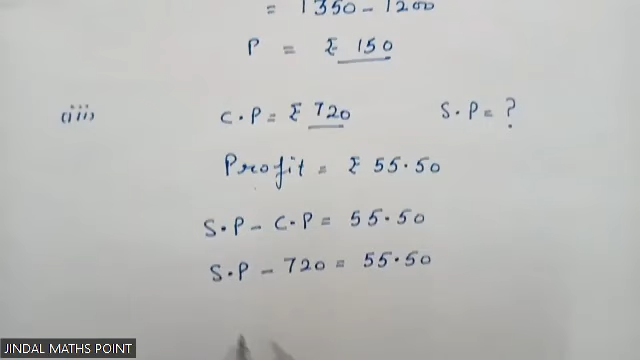 = 1350 - 1200
P = ₹ 150
(iii) C.P = ₹ 720 S.P = ?
Profit = ₹ 55.50
S.P - C.P = 55.50
S.P - 720 = 55.50
JINDAL MATHS POINT